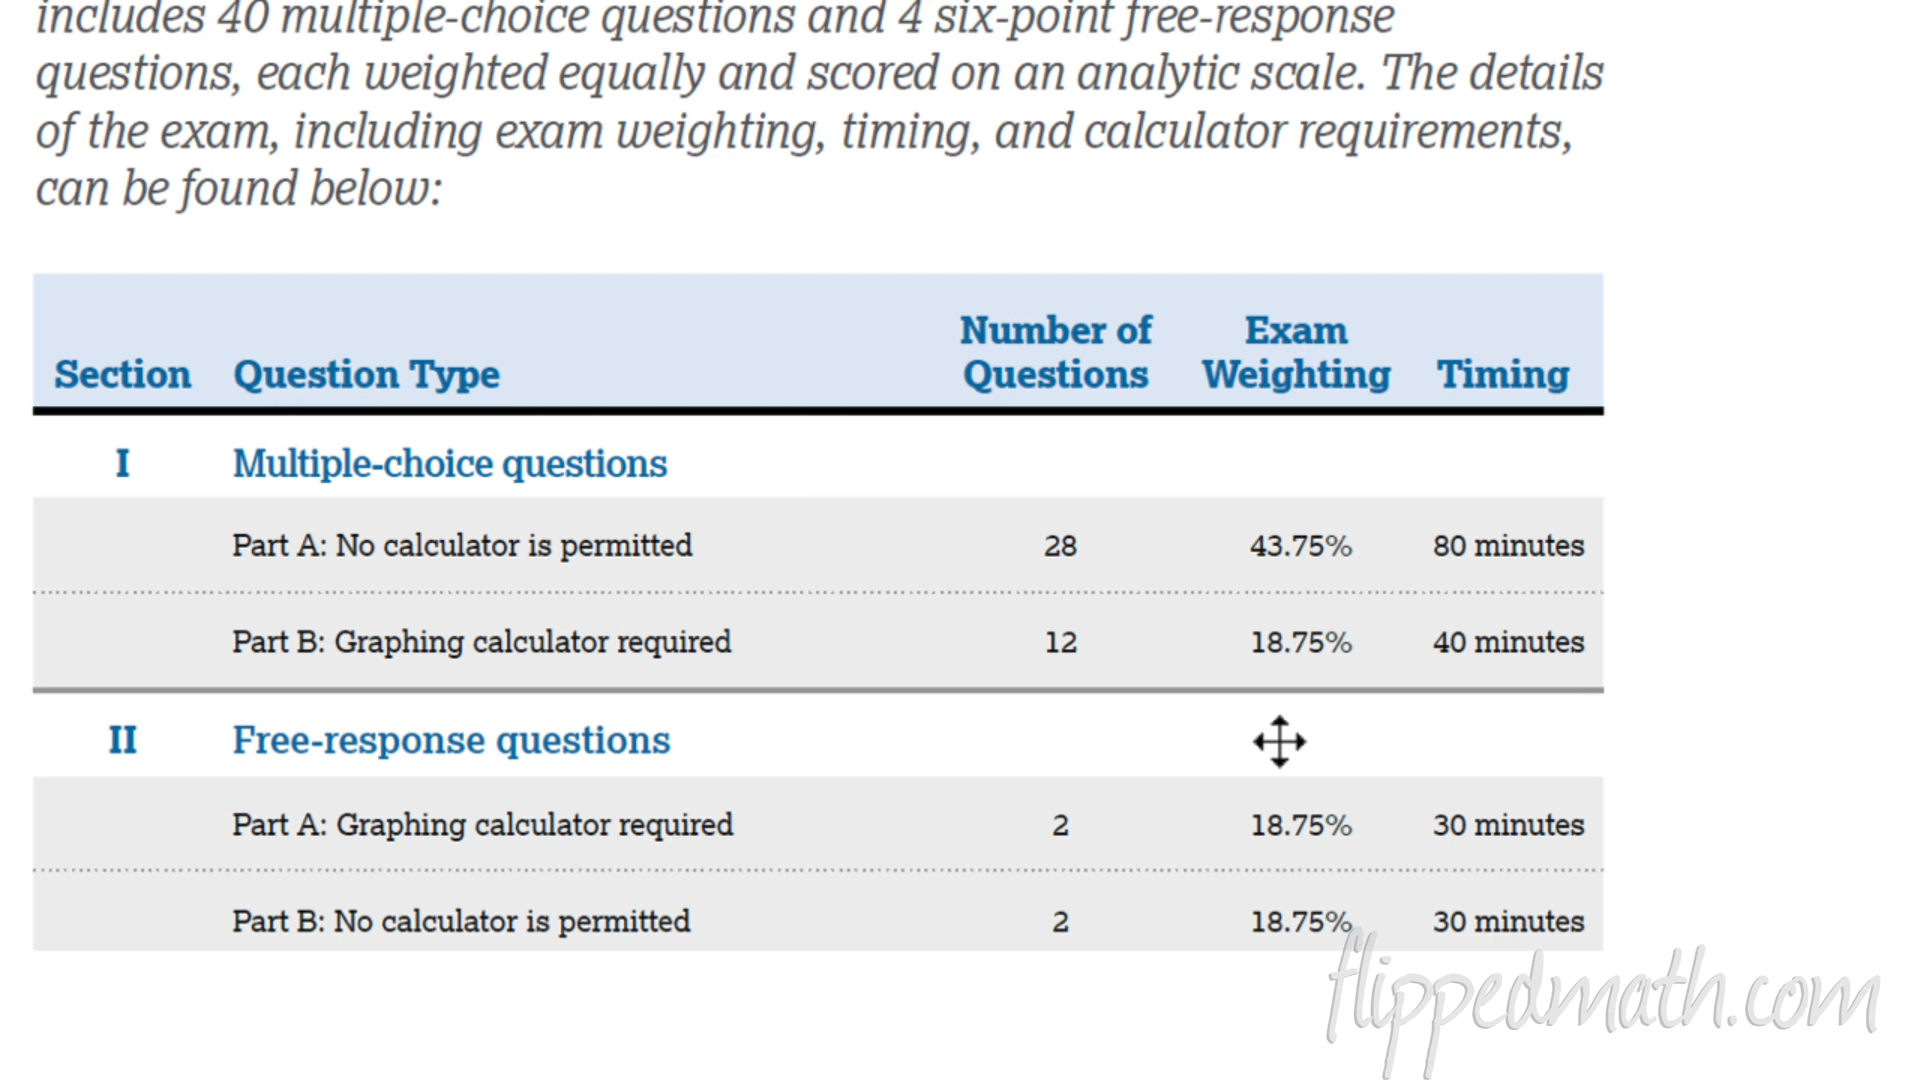 includes 40 multiple-choice questions and 4 six-point free-response
questions, each weighted equally and scored on an analytic scale. The details
of the exam, including exam weighting, timing, and calculator requirements,
can be found below:
Section Question Type Number of Questions Exam Weighting Timing
I Multiple-choice questions
Part A: No calculator is permitted 28 43.75% 80 minutes
Part B: Graphing calculator required 12 18.75% 40 minutes
II Free-response questions
Part A: Graphing calculator required 2 18.75% 30 minutes
Part B: No calculator is permitted 2 18.75% 30 minutes
flippedmath.com